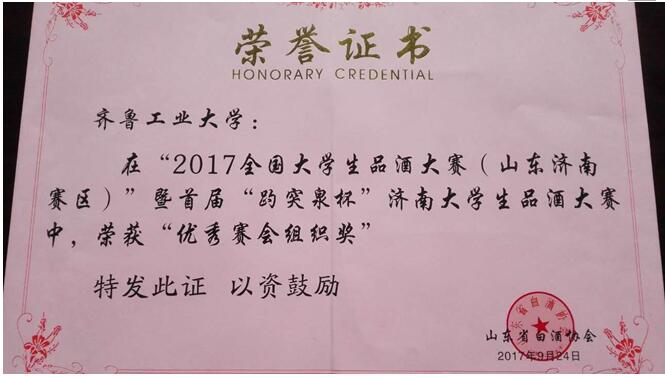 荣誉证书
HONORARY CREDENTIAL
齐鲁工业大学：
在“2017全国大学生品酒大赛（山东济南
赛区）”暨首届“趵突泉杯”济南大学生品酒大赛
中，荣获“优秀赛会组织奖”
特发此证 以资鼓励
山东省白酒协会
2017年9月24日